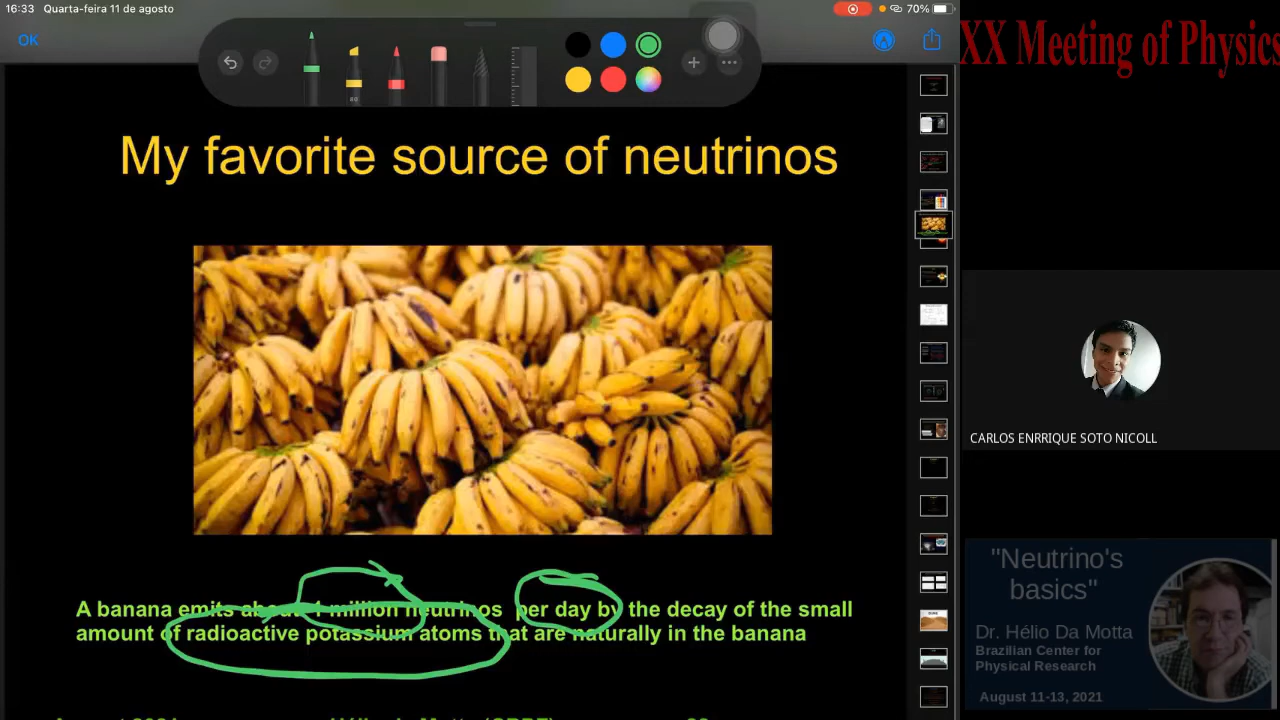 16:33 Quarta-feira 11 de agosto
70%
OK
80
XX Meeting of Physics
My favorite source of neutrinos
A banana emits about 1 million neutrinos per day by the decay of the small
amount of radioactive potassium atoms that are naturally in the banana
CARLOS ENRRIQUE SOTO NICOLL
"Neutrino's
basics"
Dr. Hélio Da Motta
Brazilian Center for
Physical Research
August 11-13, 2021